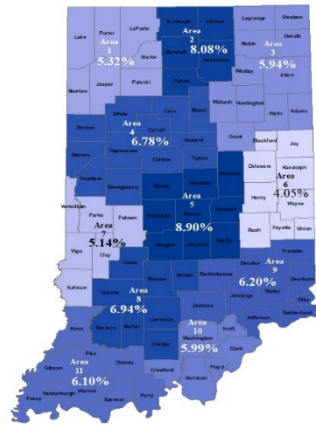 St. Joseph Elkhart Lagrange Steuben
Lake Porter LaPorte
Area
1
5.32%
Area
2
8.08%
Noble DeKalb
Area
3
5.94%
Starke Marshall Kosciusko Whitley Allen
Newton Jasper Pulaski Fulton
Wabash Huntington Wells Adams
White Cass Miami
Benton
Area
4
Carroll
6.78%
Howard Grant Blackford Jay
Warren Tippecanoe Clinton Tipton
Delaware Randolph
Area
6
4.05%
Fountain Montgomery Boone Hamilton Madison
Henry Wayne
Vermillion
Parke Putnam
Area
7
5.14%
Hendricks Marion Hancock
Area
5
8.90%
Rush Fayette Union
Vigo Clay Morgan Johnson Shelby
Owen Franklin
Sullivan Greene Monroe Brown Bartholomew Decatur
Area
9
6.20%
Dearborn
Ripley Ohio
Jennings
Area
8
6.94%
Lawrence Jackson Jefferson Switzerland
Knox Daviess Martin Orange
Area
10
Washington
5.99%
Scott Clark
Pike Dubois Crawford Floyd Harrison
Gibson
Area
11
6.10%
Posey Vanderburgh Warrick Spencer Perry